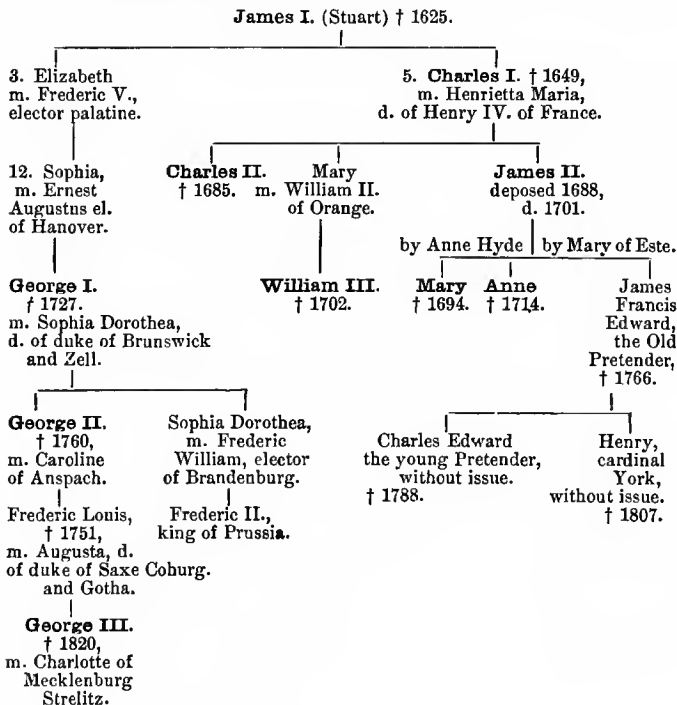 James I. (Stuart) † 1625.
3. Elizabeth
m. Frederic V.,
elector palatine.
5. Charles I. † 1649,
m. Henrietta Maria,
d. of Henry IV. of France.
12. Sophia,
m. Ernest
Augustus el.
of Hanover.
Charles II.
† 1685.
Mary
m. William II.
of Orange.
James II.
deposed 1688,
d. 1701.
by Anne Hyde
by Mary of Este.
George I.
† 1727.
m. Sophia Dorothea,
d. of duke of Brunswick
and Zell.
William III.
† 1702.
Mary
† 1694.
Anne
† 1714.
James
Francis
Edward,
the Old
Pretender,
† 1766.
George II.
† 1760,
m. Caroline
of Anspach.
Sophia Dorothea,
m. Frederic
William, elector
of Brandenburg.
Charles Edward
the young Pretender,
without issue.
† 1788.
Henry,
cardinal
York,
without issue.
† 1807.
Frederic Louis,
† 1751,
m. Augusta, d.
of duke of Saxe Coburg.
and Gotha.
Frederic II.,
king of Prussia.
George III.
† 1820,
m. Charlotte of
Mecklenburg
Strelitz.